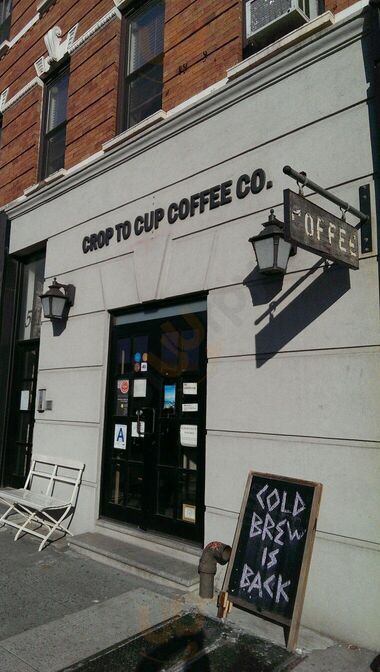 CROP TO CUP COFFEE CO.
COFFEE
A
COLD
BREW
IS
BACK